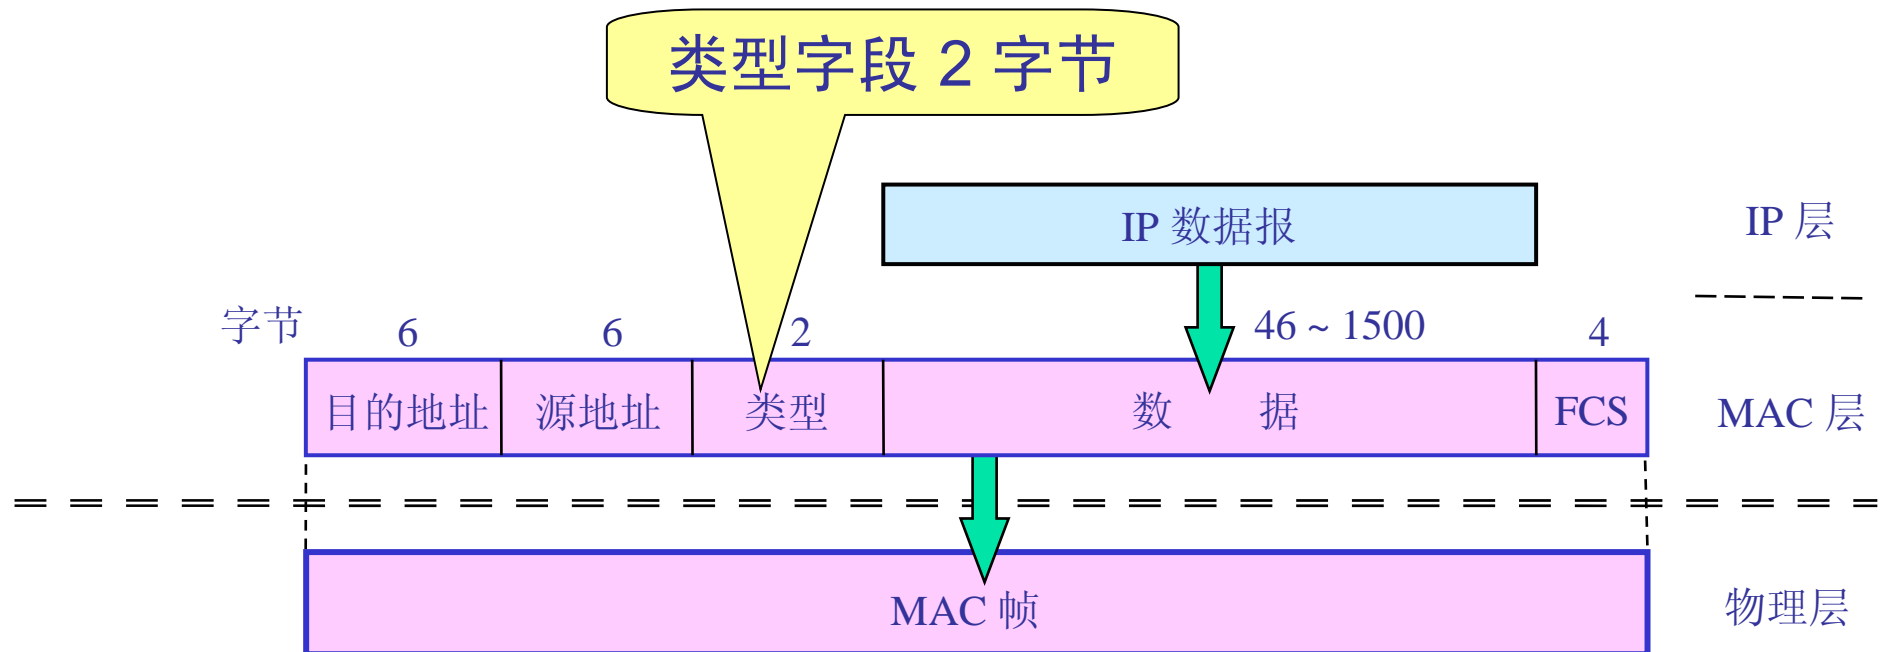 类型字段 2 字节
IP 数据报
IP 层
字节 6 6 2 46 ~ 1500 4
目的地址 源地址 类型 数 据 FCS MAC 层
MAC 帧
物理层